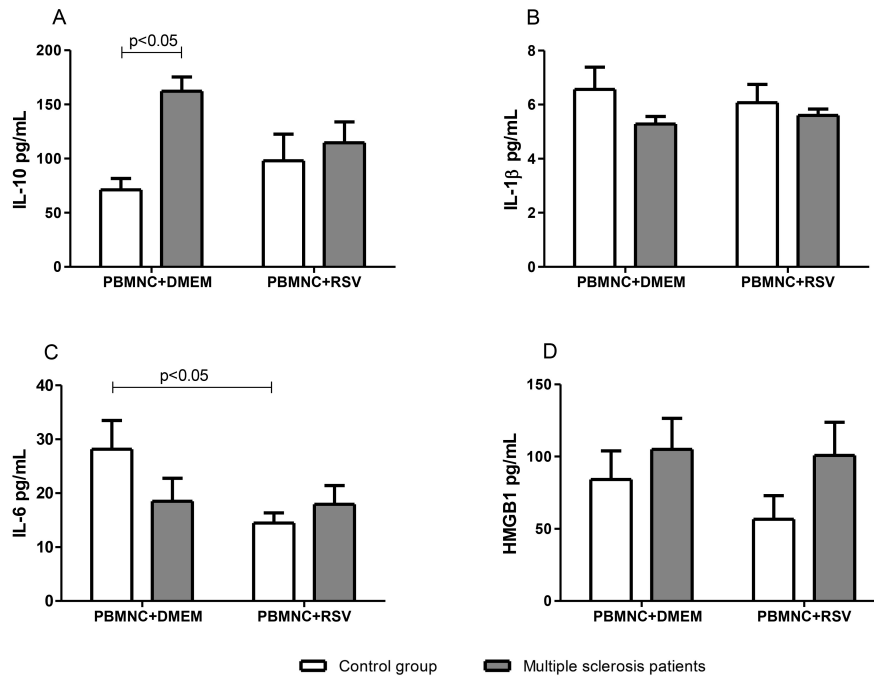 A
p<0.05
200
150
100
50
0
IL-10 pg/mL
PBMNC+DMEM PBMNC+RSV
B
8
6
4
2
0
IL-1β pg/mL
PBMNC+DMEM PBMNC+RSV
C
p<0.05
40
30
20
10
0
IL-6 pg/mL
PBMNC+DMEM PBMNC+RSV
D
150
100
50
0
HMGB1 pg/mL
PBMNC+DMEM PBMNC+RSV
Control group Multiple sclerosis patients